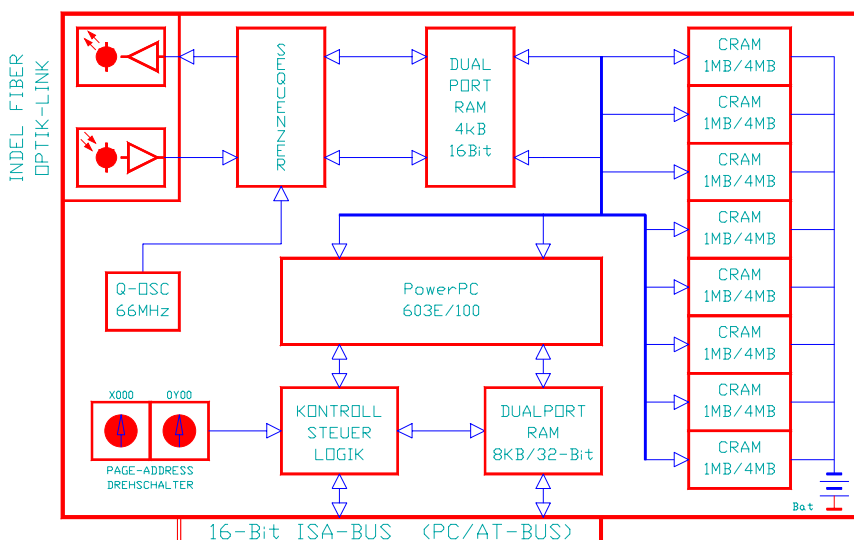 INDEL FIBER
OPTIK-LINK
SEQUENZER
DUAL
PORT
RAM
4kB
16Bit
CRAM
1MB/4MB
CRAM
1MB/4MB
CRAM
1MB/4MB
CRAM
1MB/4MB
CRAM
1MB/4MB
CRAM
1MB/4MB
CRAM
1MB/4MB
CRAM
1MB/4MB
Q-OSC
66MHz
PowerPC
603E/100
X000
0Y00
PAGE-ADDRESS
DREHSCHALTER
KONTROLL
STEUER
LOGIK
DUALPORT
RAM
8KB/32-Bit
Bat
16-Bit ISA-BUS (PC/AT-BUS)